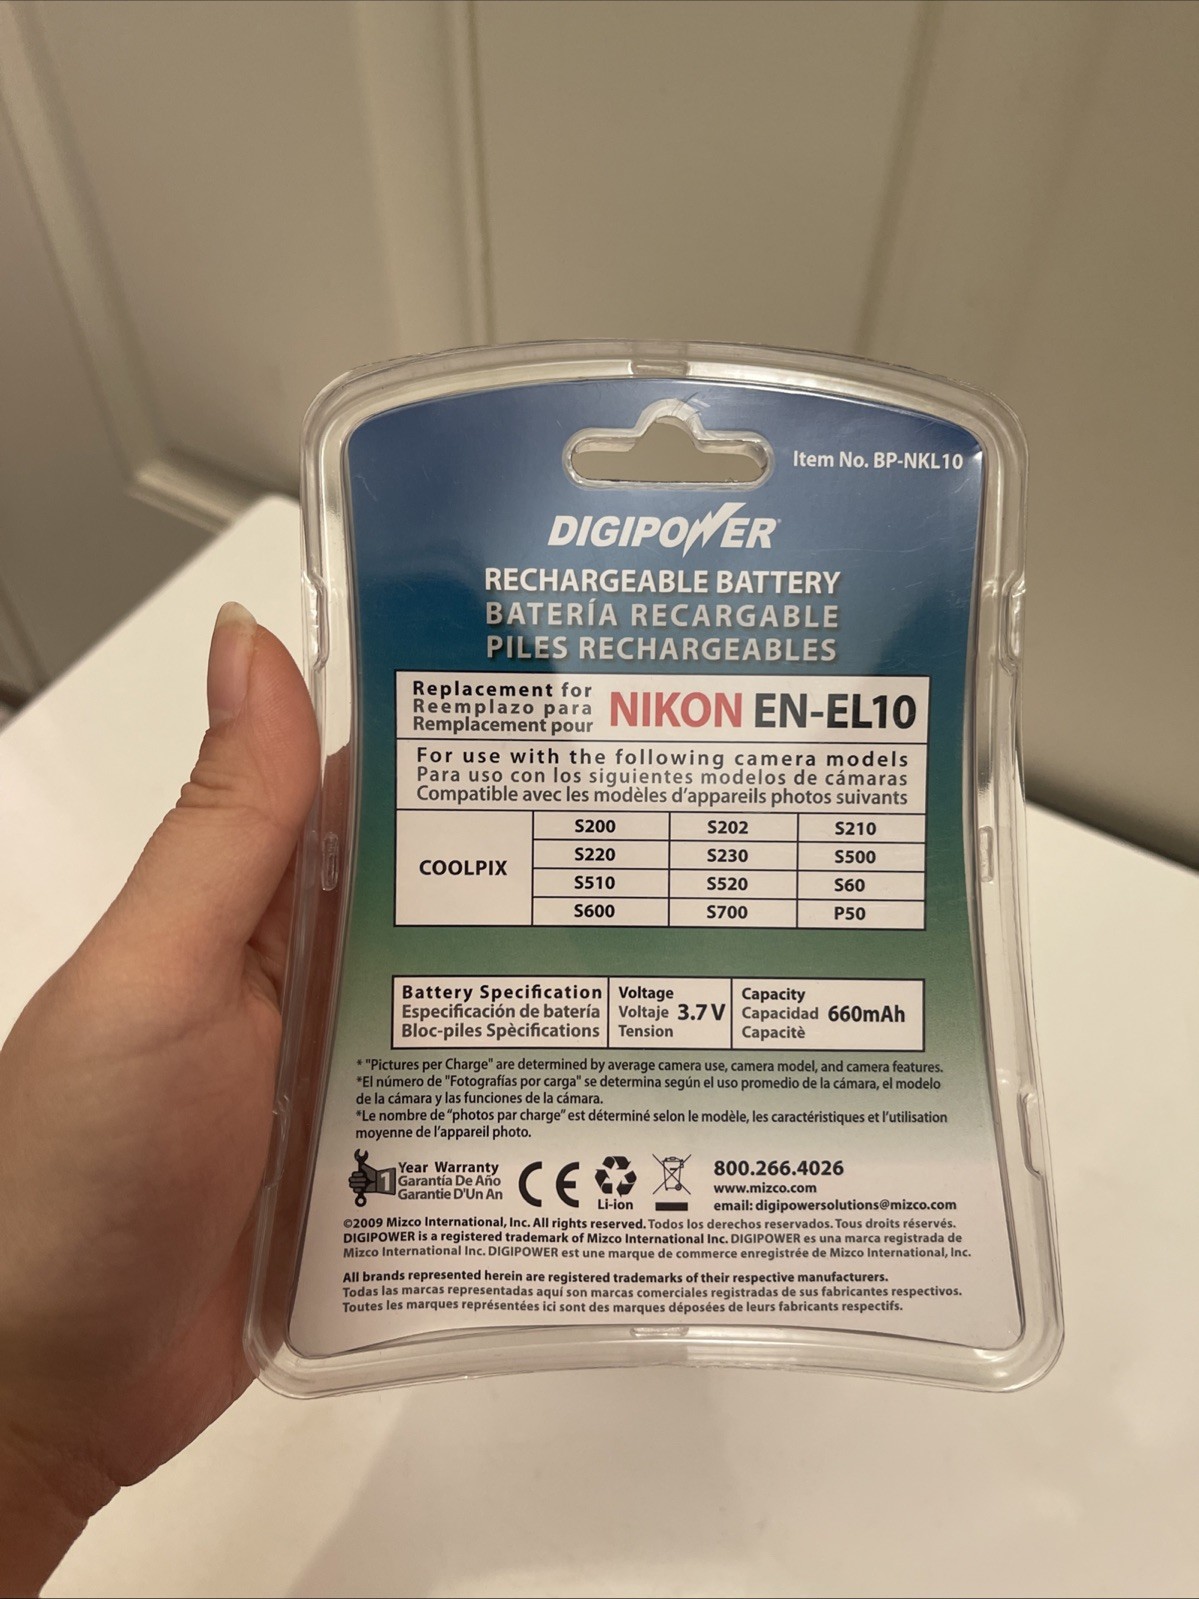 Item No. BP-NKL10
DIGIPOWER
RECHARGEABLE BATTERY
BATERÍA RECARGABLE
PILES RECHARGEABLES
Replacement for
Reemplazo para
Remplacement pour
NIKON EN-EL10
For use with the following camera models
Para uso con los siguientes modelos de cámaras
Compatible avec les modèles d'appareils photos suivants
COOLPIX
S200 S202 S210
S220 S230 S500
S510 S520 S60
S600 S700 P50
Battery Specification
Especificación de batería
Bloc-piles Spècifications
Voltage
Voltaje 3.7 V
Tension
Capacity
Capacidad 660mAh
Capacitè
* "Pictures per Charge" are determined by average camera use, camera model, and camera features.
*El número de "Fotografías por carga" se determina según el uso promedio de la cámara, el modelo
de la cámara y las funciones de la cámara.
*Le nombre de "photos par charge" est déterminé selon le modèle, les caractéristiques et l'utilisation
moyenne de l'appareil photo.
1 Year Warranty
Garantía De Año
Garantie D'Un An
CE
Li-ion
800.266.4026
www.mizco.com
email: digipowersolutions@mizco.com
©2009 Mizco International, Inc. All rights reserved. Todos los derechos reservados. Tous droits réservés.
DIGIPOWER is a registered trademark of Mizco International Inc. DIGIPOWER es una marca registrada de
Mizco International Inc. DIGIPOWER est une marque de commerce enregistrée de Mizco International, Inc.
All brands represented herein are registered trademarks of their respective manufacturers.
Todas las marcas representadas aquí son marcas comerciales registradas de sus fabricantes respectivos.
Toutes les marques représentées ici sont des marques déposées de leurs fabricants respectifs.